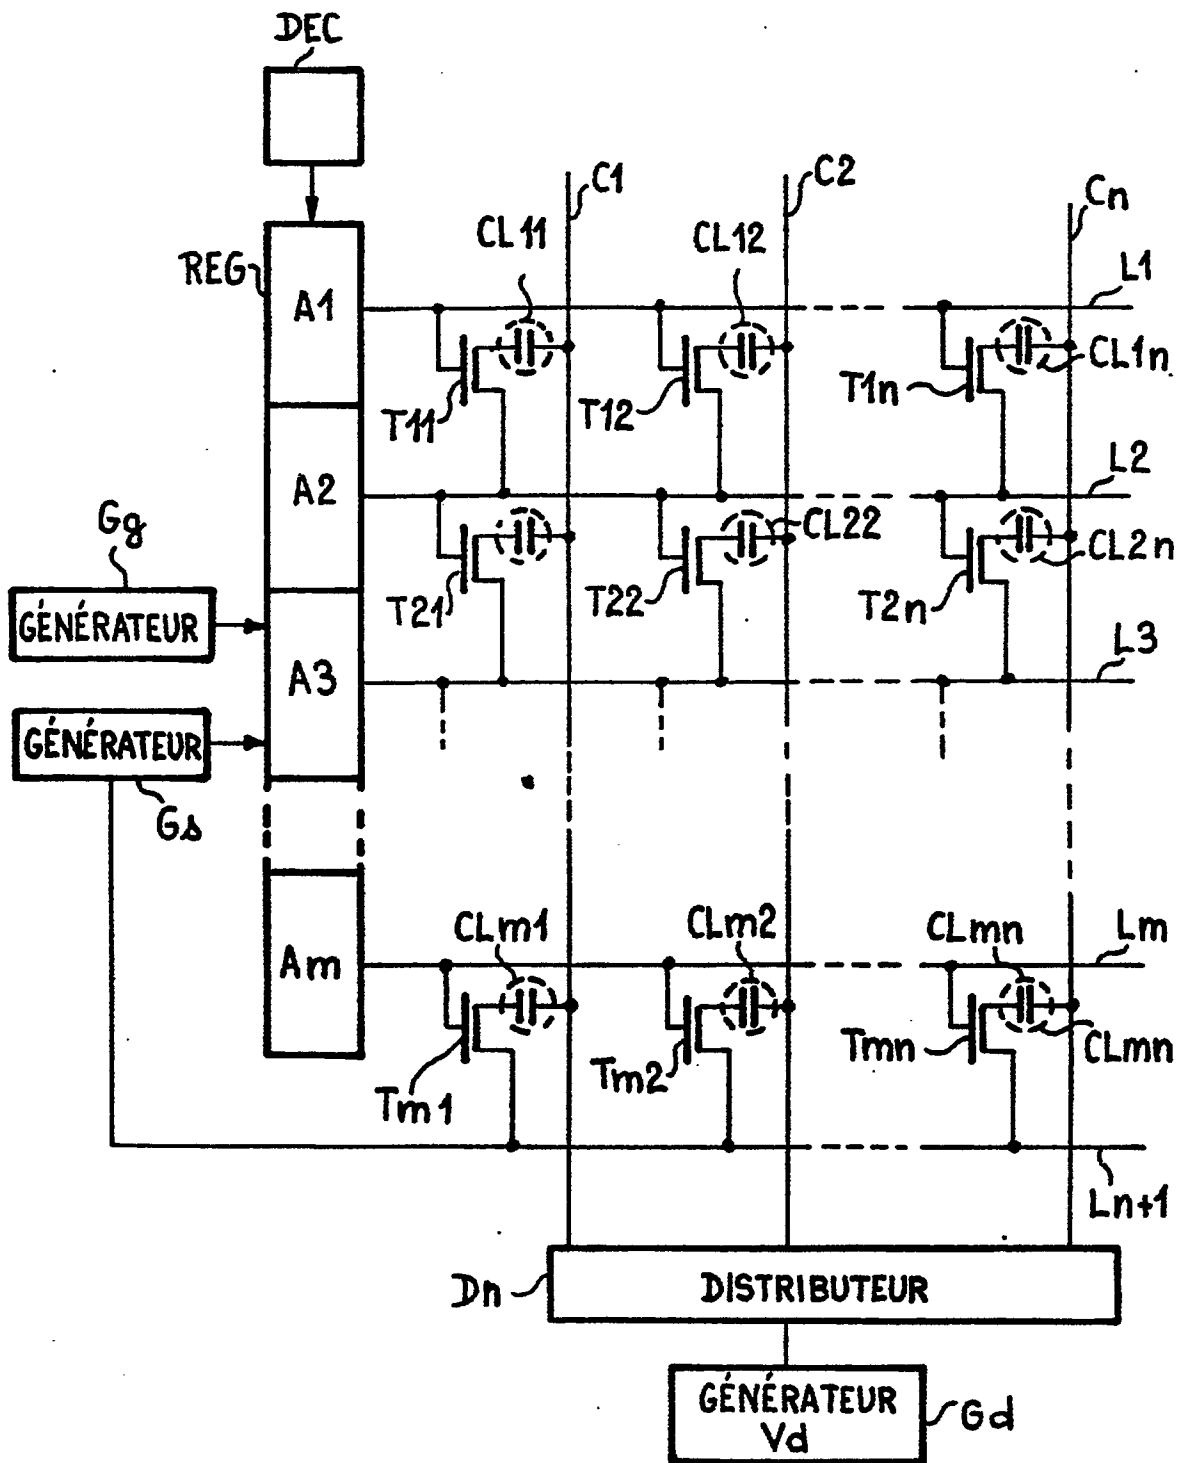 DEC
C1
C2
Cn
CL11
CL12
REG
A1
L1
CL1n
T11
T12
T1n
A2
L2
Gg
CL22
CL2n
T21
T22
T2n
GÉNÉRATEUR
A3
L3
GÉNÉRATEUR
Gs
CLm1
CLm2
CLmn
Lm
Am
Tm1
Tm2
Tmn
CLmn
Ln+1
Dn
DISTRIBUTEUR
GÉNÉRATEUR
Vd
Gd